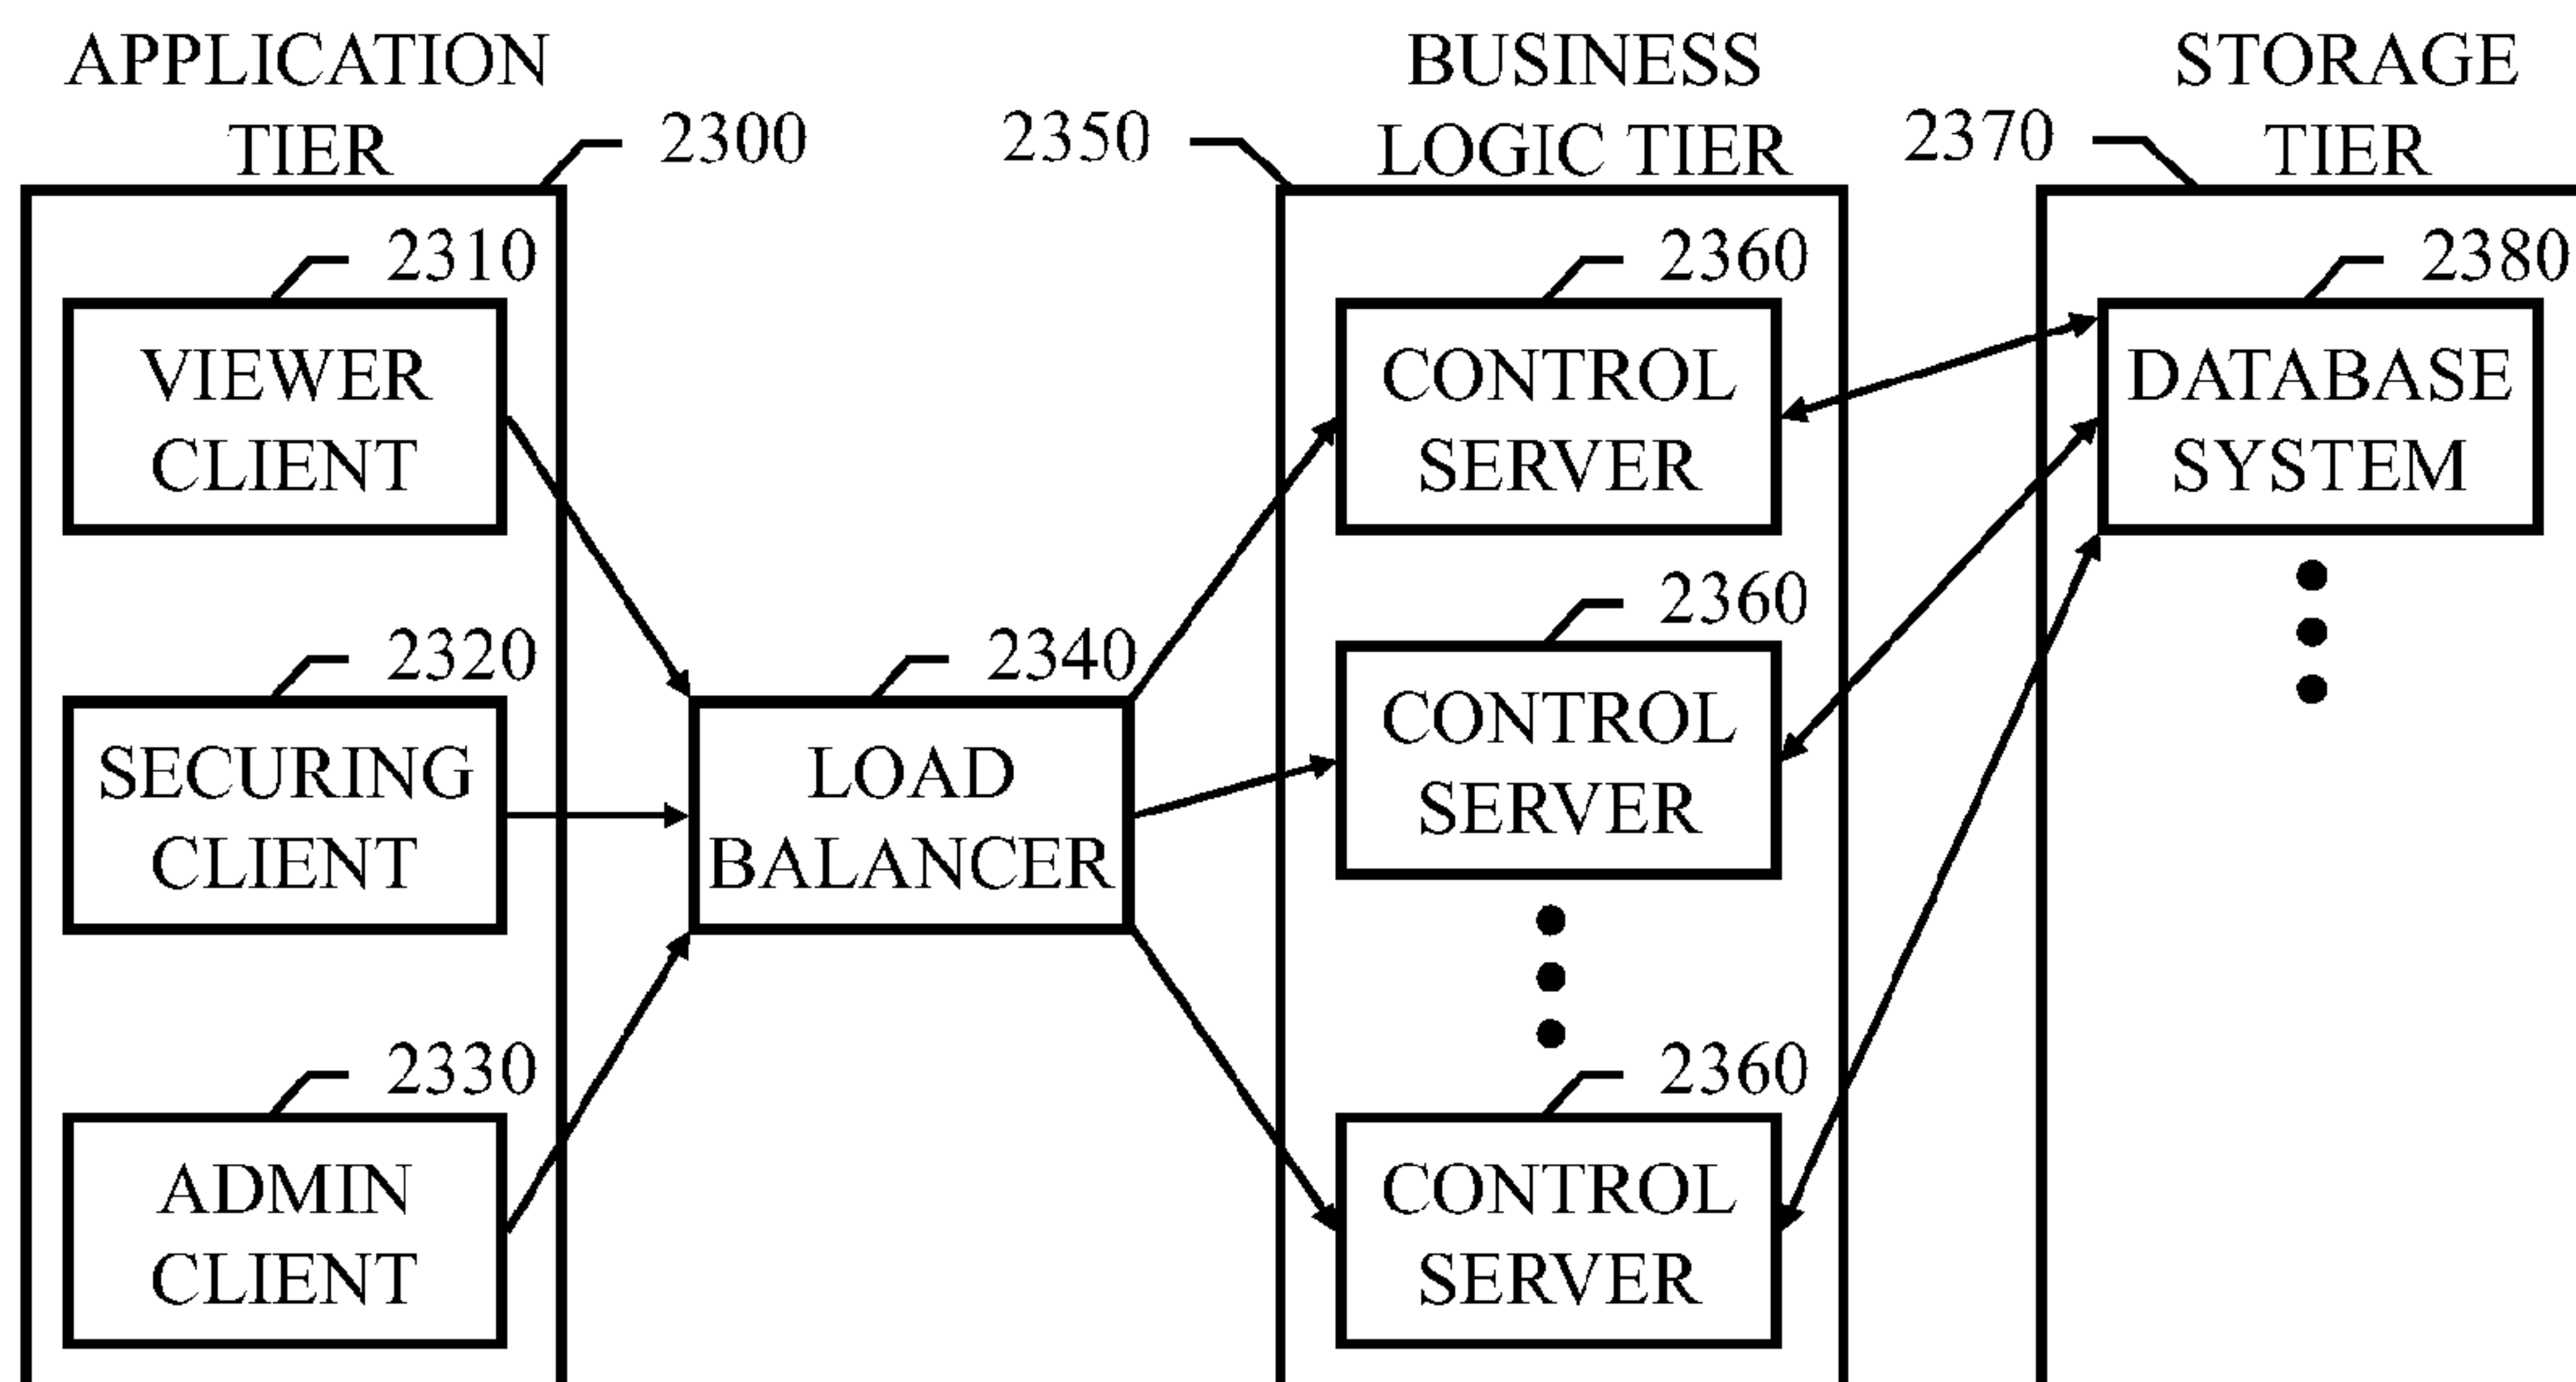 APPLICATION
TIER
2300
2310
VIEWER
CLIENT
2320
SECURING
CLIENT
2330
ADMIN
CLIENT
2340
LOAD
BALANCER
BUSINESS
LOGIC TIER
2350
2360
CONTROL
SERVER
2360
CONTROL
SERVER
2360
CONTROL
SERVER
STORAGE
TIER
2370
2380
DATABASE
SYSTEM